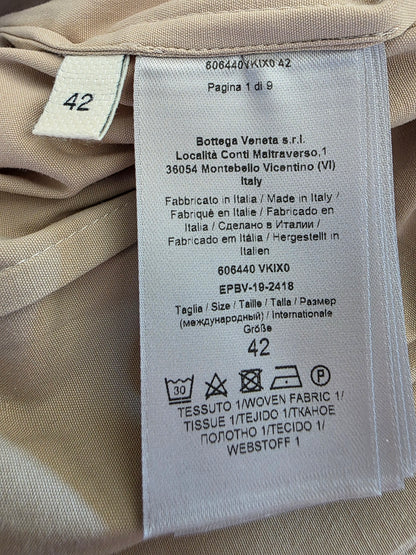 42
606440VKIX0 42
Pagina 1 di 9
Bottega Veneta s.r.l.
Località Conti Maltraverso,1
36054 Montebello Vicentino (VI)
Italy
Fabbricato in Italia / Made in Italy /
Fabriqué en Italie / Fabricado en
Italia / Сделано в Италии /
Fabricado em Itália / Hergestellt in
Italien
606440 VKIX0
EPBV-19-2418
Taglia / Size / Taille / Talla / Размер
(международный) / Internationale
Größe
42
30 P
TESSUTO 1/WOVEN FABRIC 1/
TISSUE 1/TEJIDO 1/ТКАНОЕ
ПОЛОТНО 1/TECIDO 1/
WEBSTOFF 1